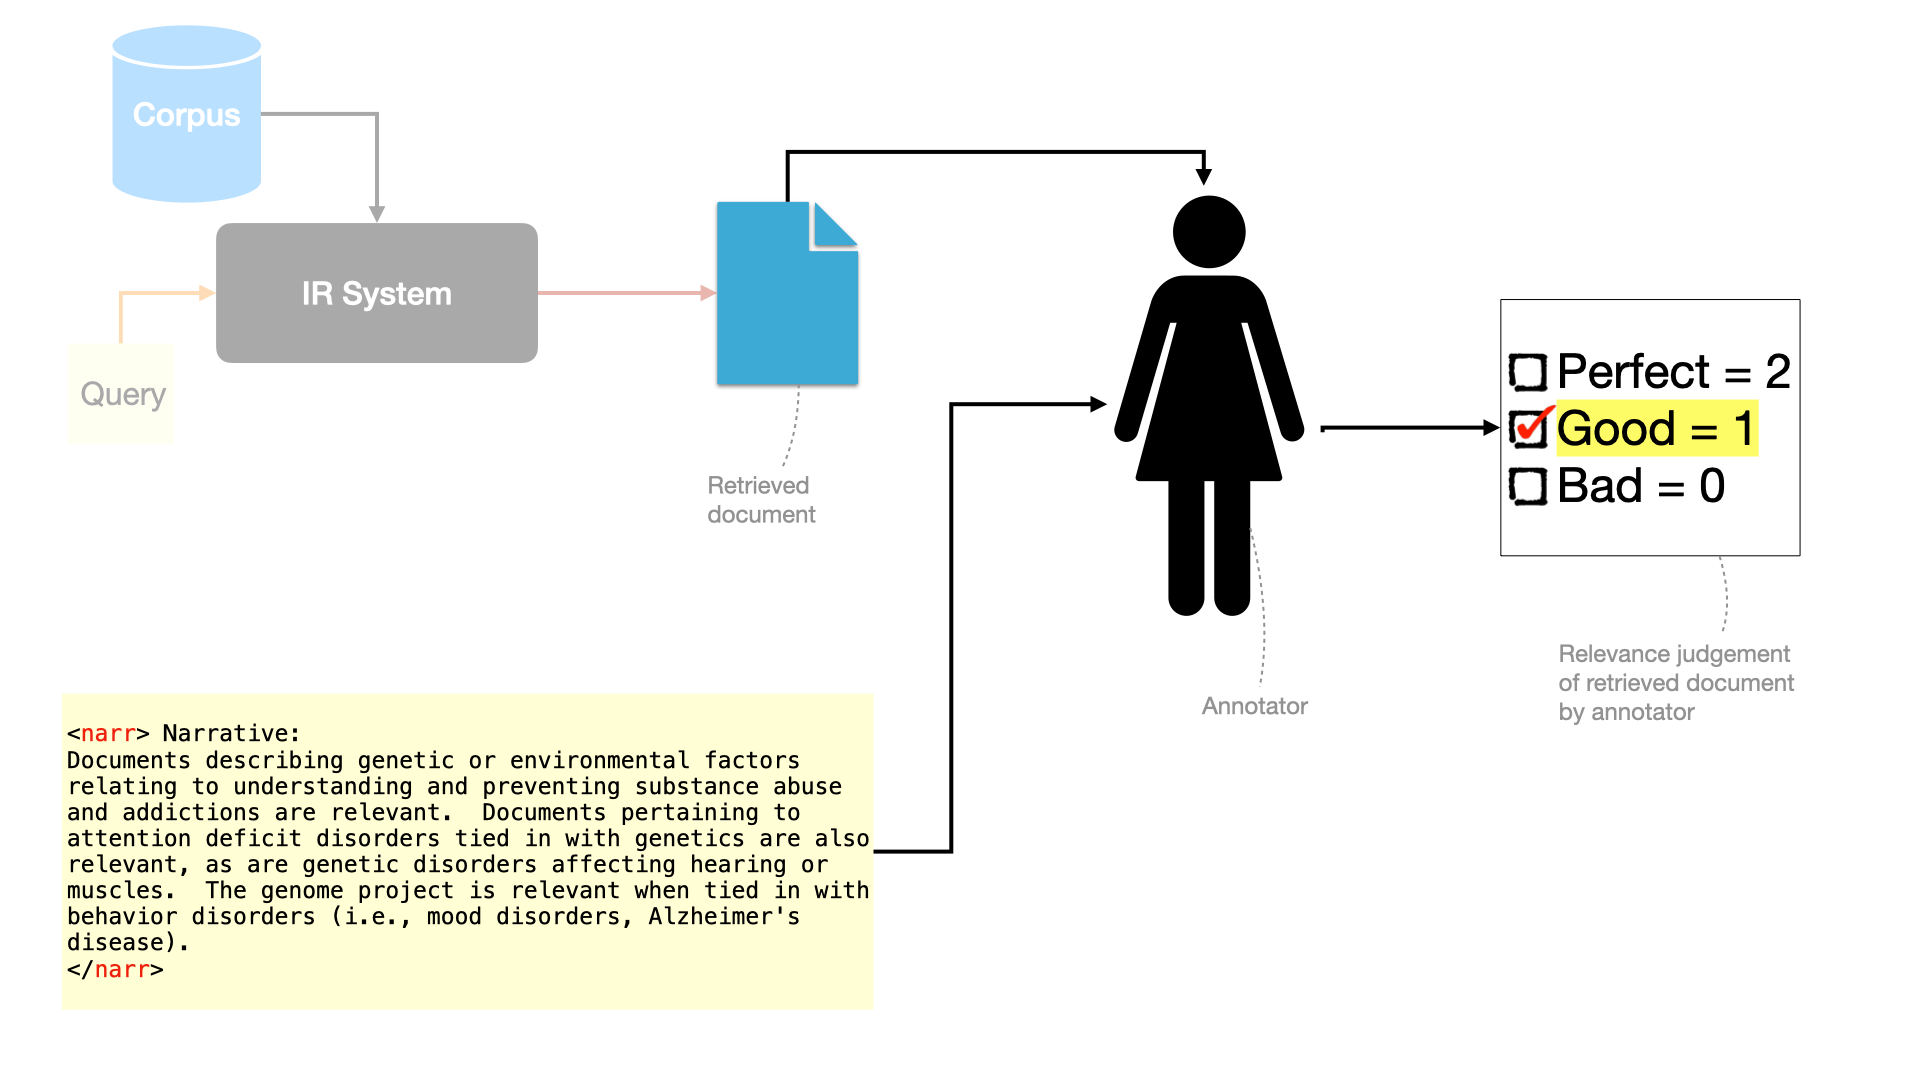 Corpus
IR System
Query
Retrieved
document
Perfect = 2
Good = 1
Bad = 0
Annotator
Relevance judgement
of retrieved document
by annotator
<narr> Narrative:
Documents describing genetic or environmental factors
relating to understanding and preventing substance abuse
and addictions are relevant.  Documents pertaining to
attention deficit disorders tied in with genetics are also
relevant, as are genetic disorders affecting hearing or
muscles.  The genome project is relevant when tied in with
behavior disorders (i.e., mood disorders, Alzheimer's
disease).
</narr>